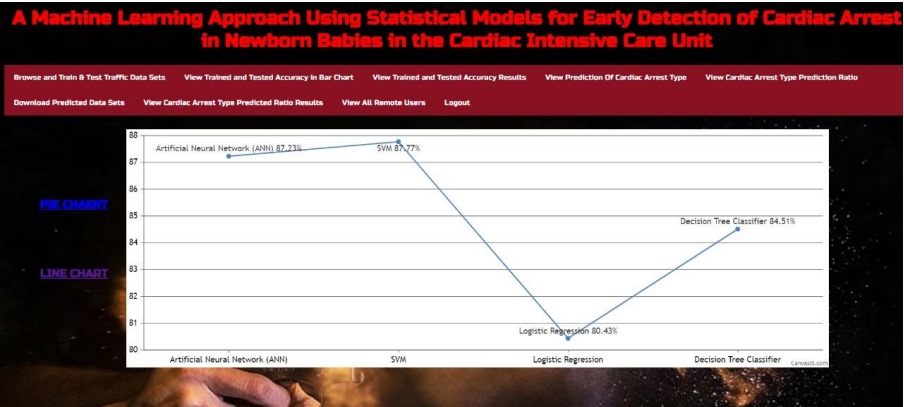 A Machine Learning Approach Using Statistical Models for Early Detection of Cardiac Arrest
in Newborn Babies in the Cardiac Intensive Care Unit
Browse and Train & Test Traffic Data Sets View Trained and Tested Accuracy in Bar Chart View Trained and Tested Accuracy Results View Prediction Of Cardiac Arrest Type View Cardiac Arrest Type Prediction Ratio
Download Predicted Data Sets View Cardiac Arrest Type Predicted Ratio Results View All Remote Users Logout
PIE CHAERT
LINE CHART
88
87
86
85
84
83
82
81
80
Artificial Neural Network (ANN) 87.23%
SVM 87.77%
Decision Tree Classifier 84.51%
Logistic Regression 80.43%
Artificial Neural Network (ANN) SVM Logistic Regression Decision Tree Classifier
CanvasJS.com